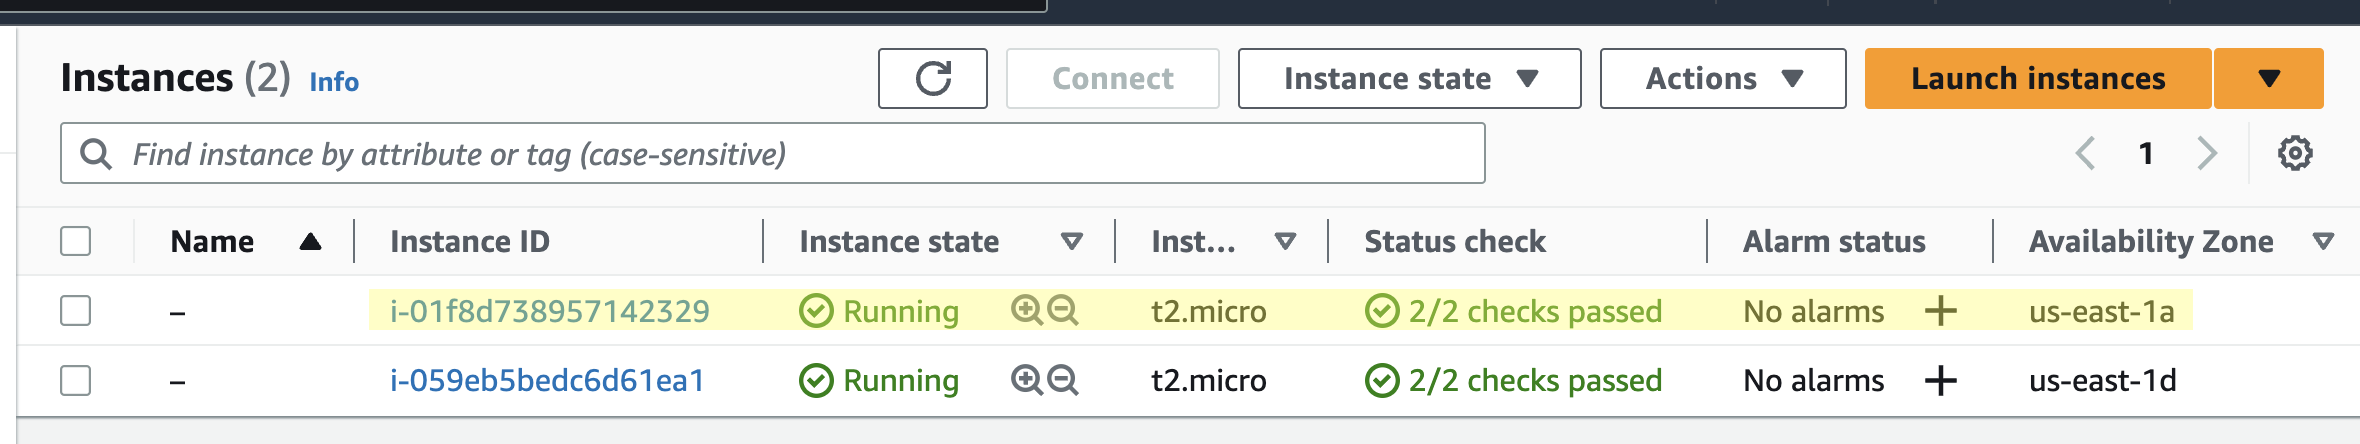 Instances (2) Info Connect Instance state Actions Launch instances
Find instance by attribute or tag (case-sensitive) 1
Name Instance ID Instance state Inst... Status check Alarm status Availability Zone
– i-01f8d738957142329 Running t2.micro 2/2 checks passed No alarms + us-east-1a
– i-059eb5bedc6d61ea1 Running t2.micro 2/2 checks passed No alarms + us-east-1d